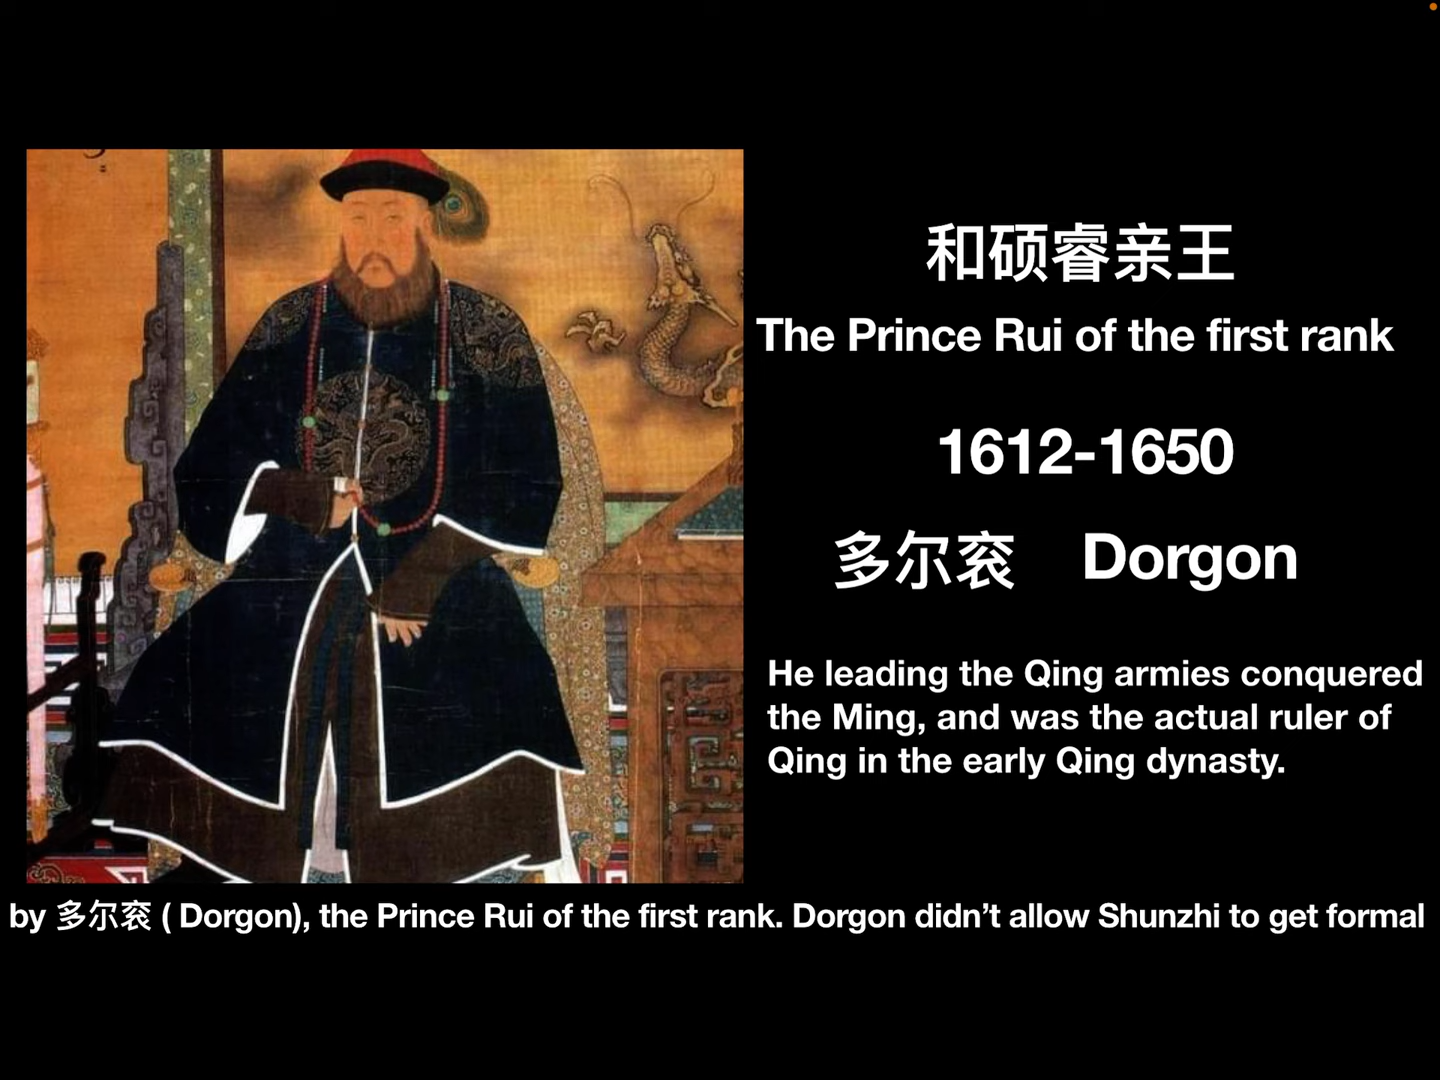 和硕睿亲王
The Prince Rui of the first rank
1612-1650
多尔衮 Dorgon
He leading the Qing armies conquered
the Ming, and was the actual ruler of
Qing in the early Qing dynasty.
by 多尔衮 ( Dorgon), the Prince Rui of the first rank. Dorgon didn’t allow Shunzhi to get formal